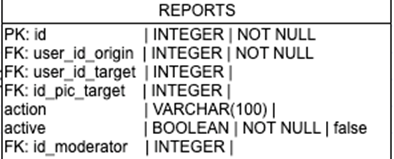 REPORTS
PK: id | INTEGER | NOT NULL
FK: user_id_origin | INTEGER | NOT NULL
FK: user_id_target | INTEGER |
FK: id_pic_target | INTEGER |
action | VARCHAR(100) |
active | BOOLEAN | NOT NULL | false
FK: id_moderator | INTEGER |